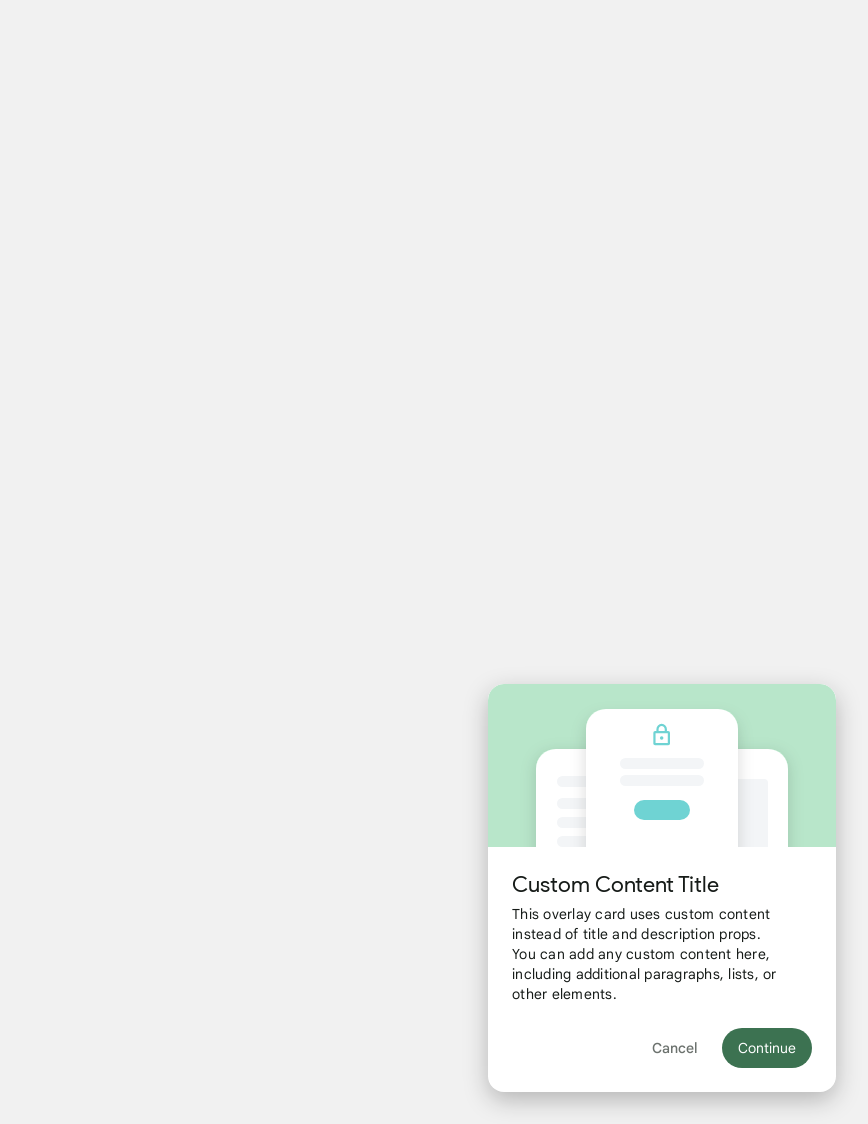 Custom Content Title
This overlay card uses custom content
instead of title and description props.
You can add any custom content here,
including additional paragraphs, lists, or
other elements.
Cancel
Continue